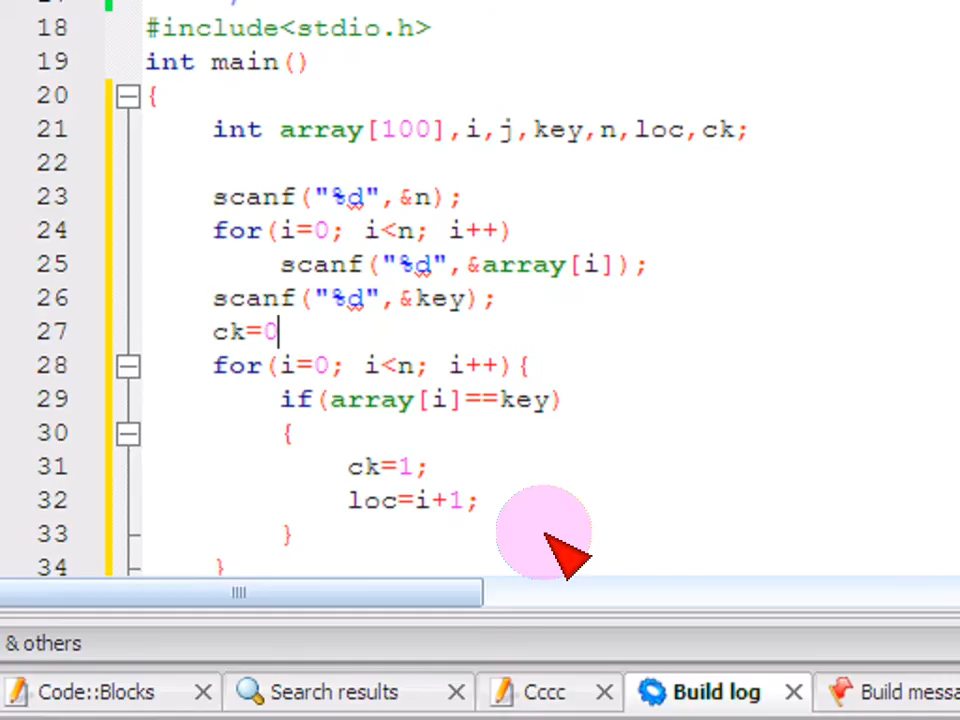 18 #include<stdio.h>
19 int main()
20 {
21 int array[100],i,j,key,n,loc,ck;
22
23 scanf("%d",&n);
24 for(i=0; i<n; i++)
25 scanf("%d",&array[i]);
26 scanf("%d",&key);
27 ck=0
28 for(i=0; i<n; i++){
29 if(array[i]==key)
30 {
31 ck=1;
32 loc=i+1;
33 }
34 }
& others
Code::Blocks Search results Cccc Build log Build messa